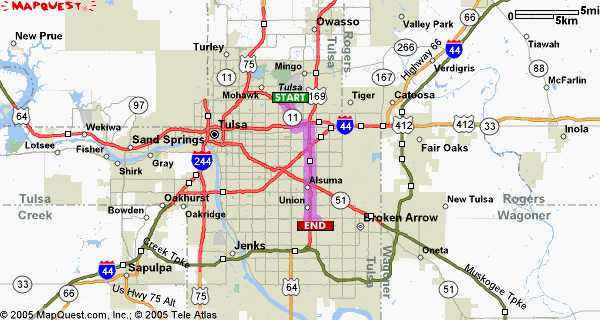 MAPQUEST
Owasso
Valley Park
5mi
5km
New Prue
Turley
75
Rogers
Tulsa
266
44
Tiawah
Mingo
Highway 66
Verdigris
11
Tulsa
167
88
McFarlin
Mohawk
START
169
Tiger
Catoosa
97
64
Wekiwa
Tulsa
11
44
412
412
33
Lotsee
Sand Springs
Inola
Fisher
Gray
244
Fair Oaks
Shirk
Alsuma
Tulsa
Creek
Oakhurst
51
Rogers
Wagoner
Bowden
Oakridge
Union
New Tulsa
END
Broken Arrow
Creek Tpke
Jenks
Wagoner
Tulsa
Oneta
44
Sapulpa
75
64
51
Muskogee Tpke
33
66
Us Hwy 75 Alt
© 2005 MapQuest.com, Inc.; © 2005 Tele Atlas